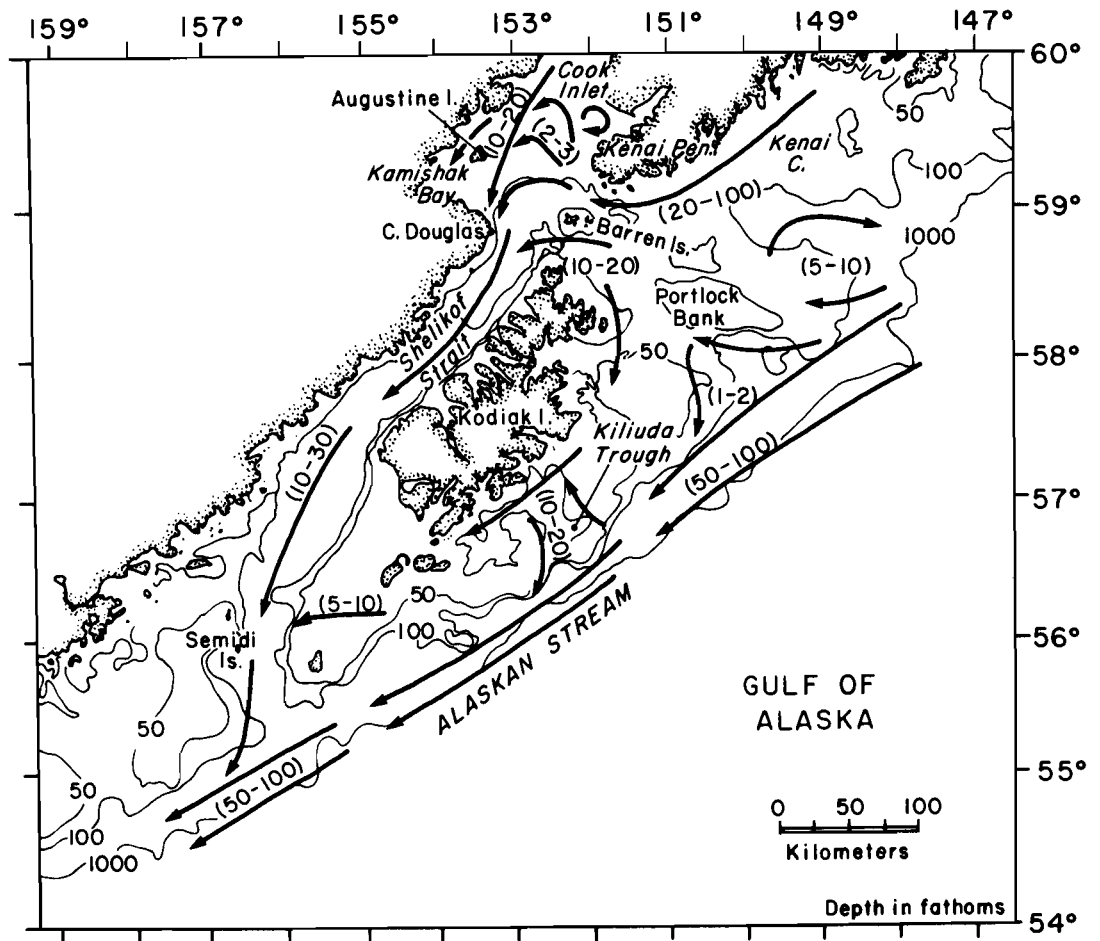 159° 157° 155° 153° 151° 149° 147°
60°
Cook
Inlet
Augustine I.
50
(10-20)
(2-3)
Kenai Pen.
Kenai
C.
Kamishak
Bay
100
(20-100)
59°
C. Douglas
Barren Is.
1000
(10-20)
(5-10)
Portlock
Bank
Shelikof
Strait
50
58°
(1-2)
Kodiak I.
Kiliuda
Trough
(10-30)
(50-100)
57°
(10-20)
(5-10)
50
100
56°
Semidi
Is.
ALASKAN STREAM
GULF OF
ALASKA
50
55°
50
(50-100)
0 50 100
Kilometers
100
1000
Depth in fathoms
54°